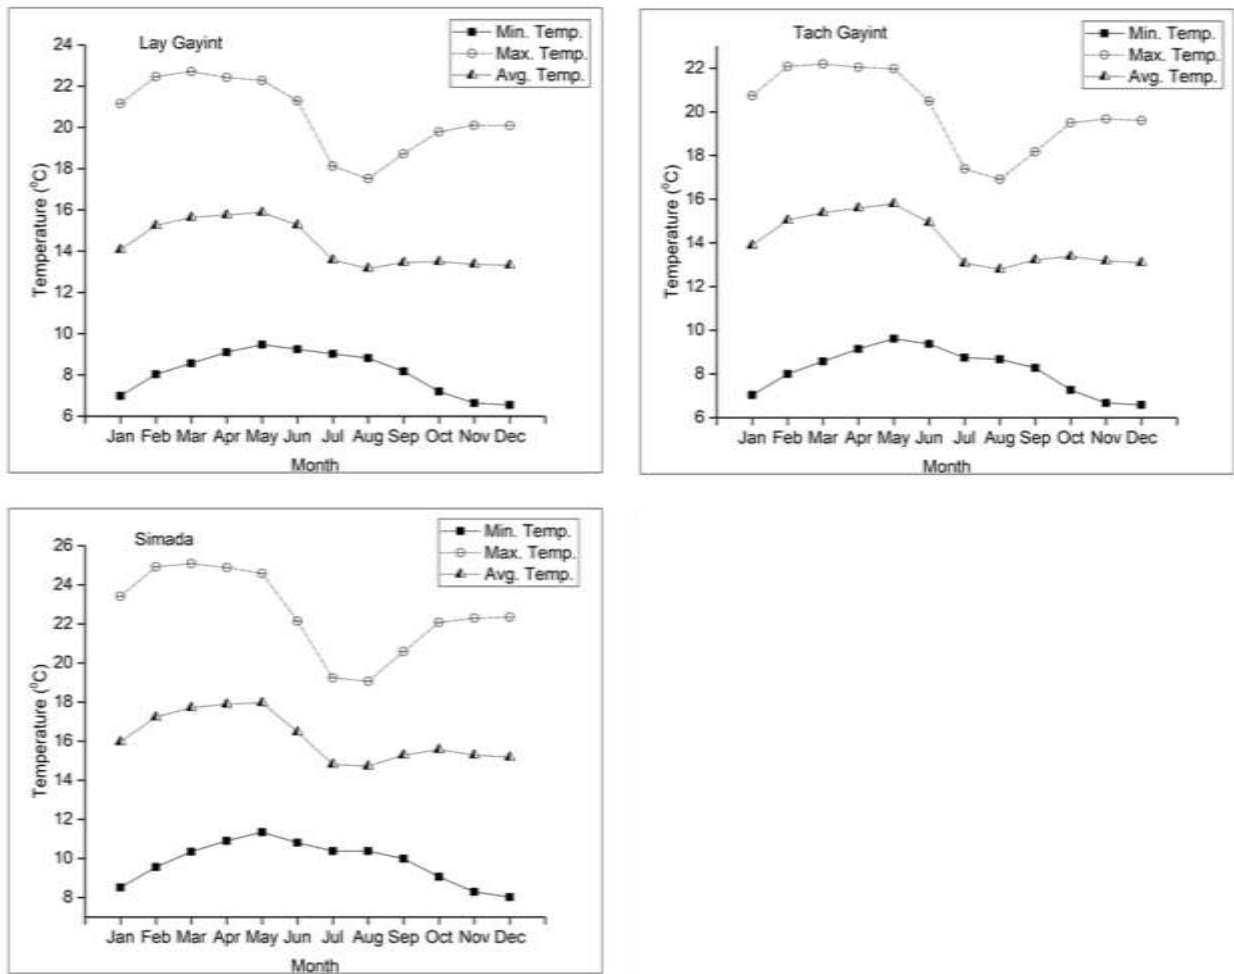 Lay Gayint
Min. Temp.
Max. Temp.
Avg. Temp.
24
22
20
18
16
14
12
10
8
6
Temperature (⁰C)
Jan Feb Mar Apr May Jun Jul Aug Sep Oct Nov Dec
Month
Tach Gayint
Min. Temp.
Max. Temp.
Avg. Temp.
22
20
18
16
14
12
10
8
6
Temperature (⁰C)
Jan Feb Mar Apr May Jun Jul Aug Sep Oct Nov Dec
Month
Simada
Min. Temp.
Max. Temp.
Avg. Temp.
26
24
22
20
18
16
14
12
10
8
Temperature (⁰C)
Jan Feb Mar Apr May Jun Jul Aug Sep Oct Nov Dec
Month